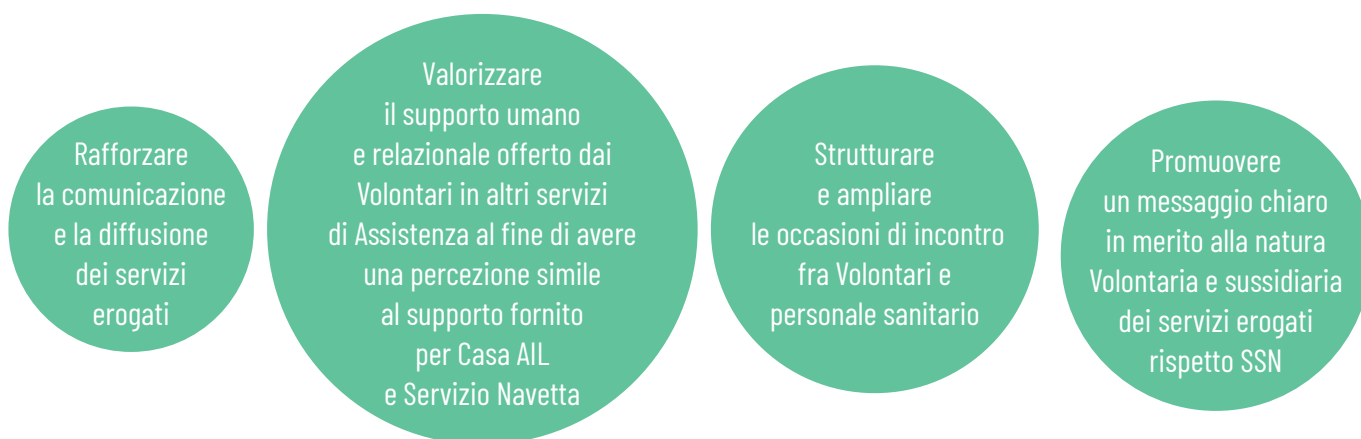 Rafforzare
la comunicazione
e la diffusione
dei servizi
erogati
Valorizzare
il supporto umano
e relazionale offerto dai
Volontari in altri servizi
di Assistenza al fine di avere
una percezione simile
al supporto fornito
per Casa AIL
e Servizio Navetta
Strutturare
e ampliare
le occasioni di incontro
fra Volontari e
personale sanitario
Promuovere
un messaggio chiaro
in merito alla natura
Volontaria e sussidiaria
dei servizi erogati
rispetto SSN